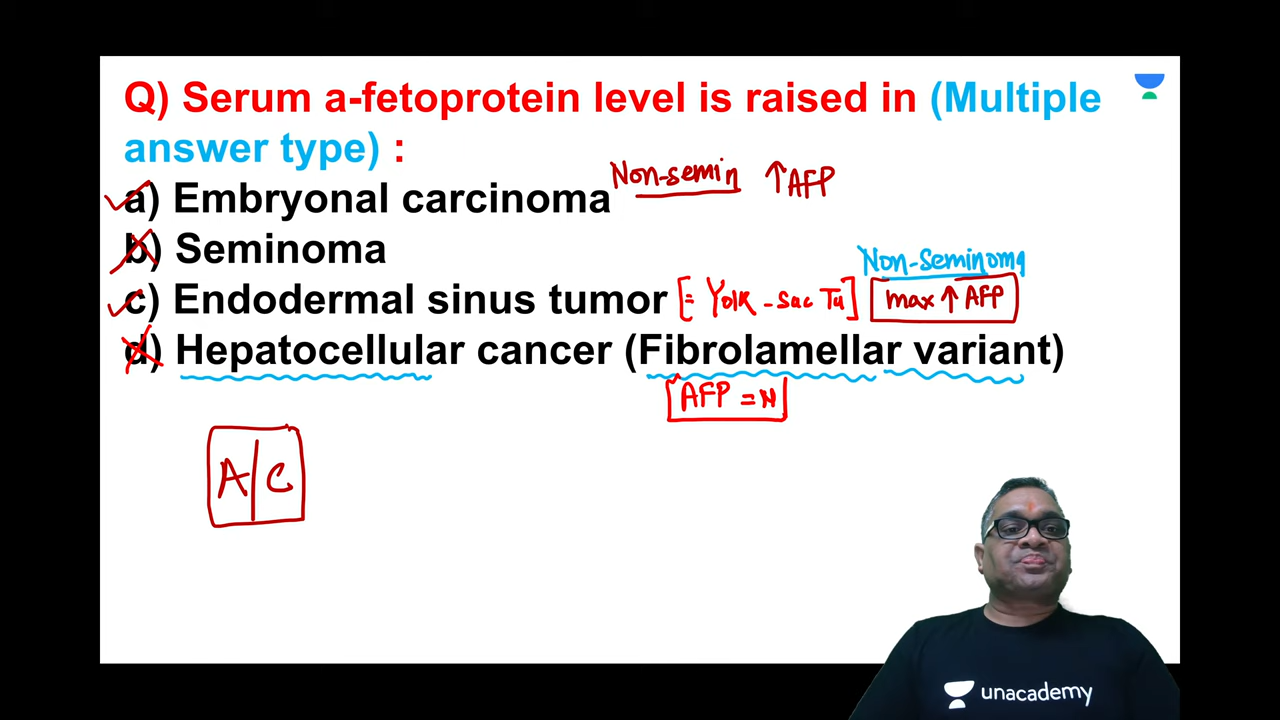 Q) Serum a-fetoprotein level is raised in (Multiple
answer type) :
a) Embryonal carcinoma Non-semin ↑AFP
b) Seminoma
Non-Seminoma
c) Endodermal sinus tumor [= Yolk-sac Tu] max ↑ AFP
d) Hepatocellular cancer (Fibrolamellar variant)
[AFP = N]
A|C
unacademy